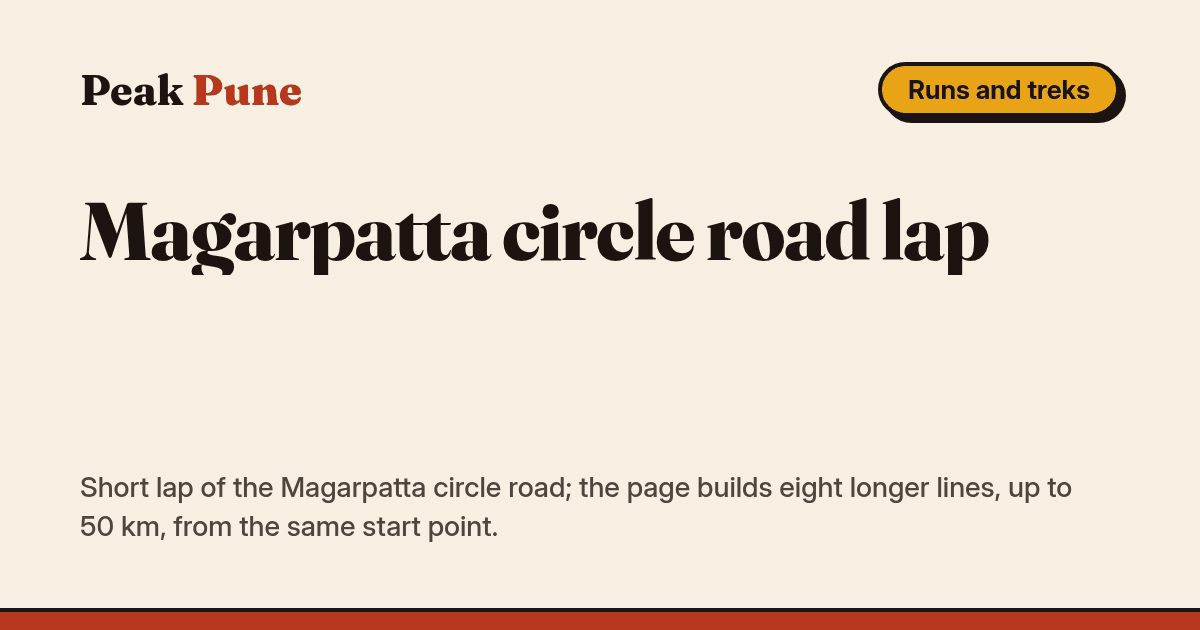 Peak Pune
Runs and treks
Magarpatta circle road lap
Short lap of the Magarpatta circle road; the page builds eight longer lines, up to
50 km, from the same start point.